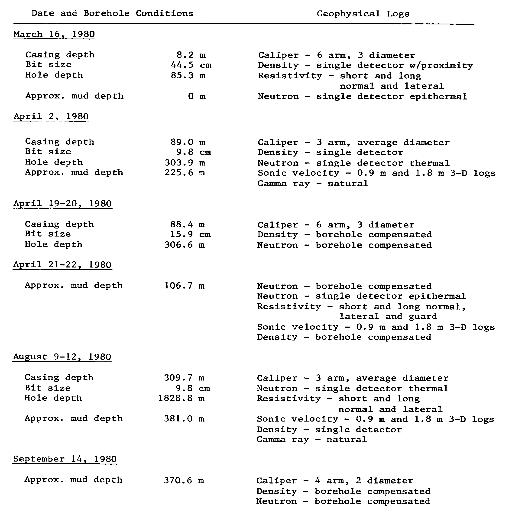 Date and Borehole Conditions Geophysical Logs
March 16, 1980
Casing depth 8.2 m Caliper - 6 arm, 3 diameter
Bit size 44.5 cm Density - single detector w/proximity
Hole depth 85.3 m Resistivity - short and long
normal and lateral
Approx. mud depth 0 m Neutron - single detector epithermal
April 2, 1980
Casing depth 89.0 m Caliper - 3 arm, average diameter
Bit size 9.8 cm Density - single detector
Hole depth 303.9 m Neutron - single detector thermal
Approx. mud depth 225.6 m Sonic velocity - 0.9 m and 1.8 m 3-D logs
Gamma ray - natural
April 19-20, 1980
Casing depth 88.4 m Caliper - 6 arm, 3 diameter
Bit size 15.9 cm Density - borehole compensated
Hole depth 306.6 m Neutron - borehole compensated
April 21-22, 1980
Approx. mud depth 106.7 m Neutron - borehole compensated
Neutron - single detector epithermal
Resistivity - short and long normal,
lateral and guard
Sonic velocity - 0.9 m and 1.8 m 3-D logs
Density - borehole compensated
August 9-12, 1980
Casing depth 309.7 m Caliper - 3 arm, average diameter
Bit size 9.8 cm Neutron - single detector thermal
Hole depth 1828.8 m Resistivity - short and long
normal and lateral
Approx. mud depth 381.0 m Sonic velocity - 0.9 m and 1.8 m 3-D logs
Density - single detector
Gamma ray - natural
September 14, 1980
Approx. mud depth 370.6 m Caliper - 4 arm, 2 diameter
Density - borehole compensated
Neutron - borehole compensated